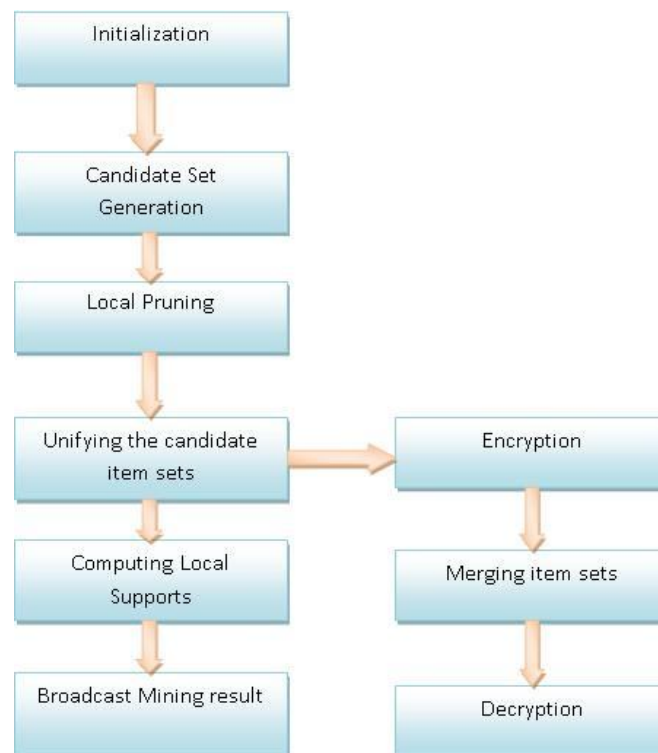 Initialization
Candidate Set
Generation
Local Pruning
Unifying the candidate
item sets
Computing Local
Supports
Broadcast Mining result
Encryption
Merging item sets
Decryption